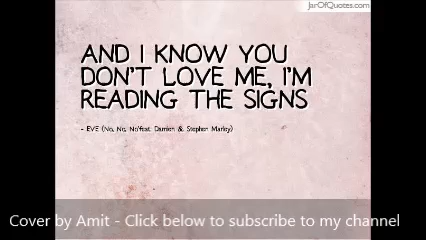 JarOfQuotes.com
AND I KNOW YOU
DON'T LOVE ME, I'M
READING THE SIGNS
- EVE (No, No, No'feat. Damien & Stephen Marley)
Cover by Amit - Click below to subscribe to my channel